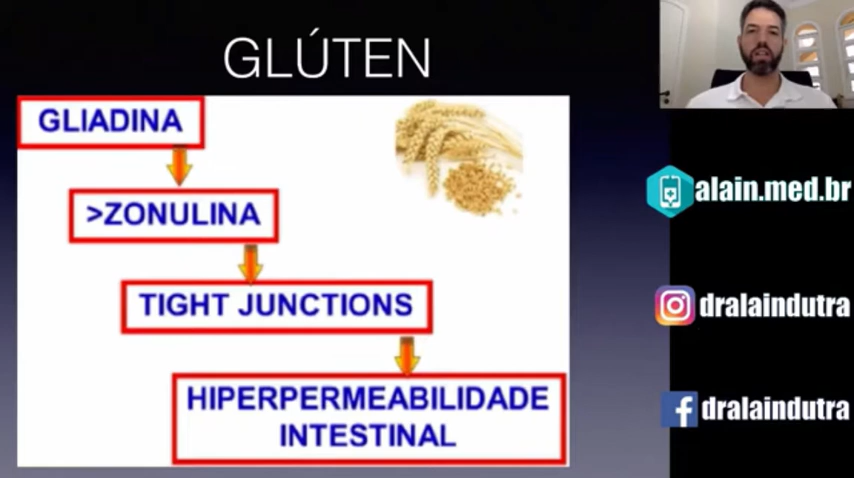 GLÚTEN
GLIADINA
>ZONULINA
TIGHT JUNCTIONS
HIPERPERMEABILIDADE
INTESTINAL
alain.med.br
dralaindutra
dralaindutra